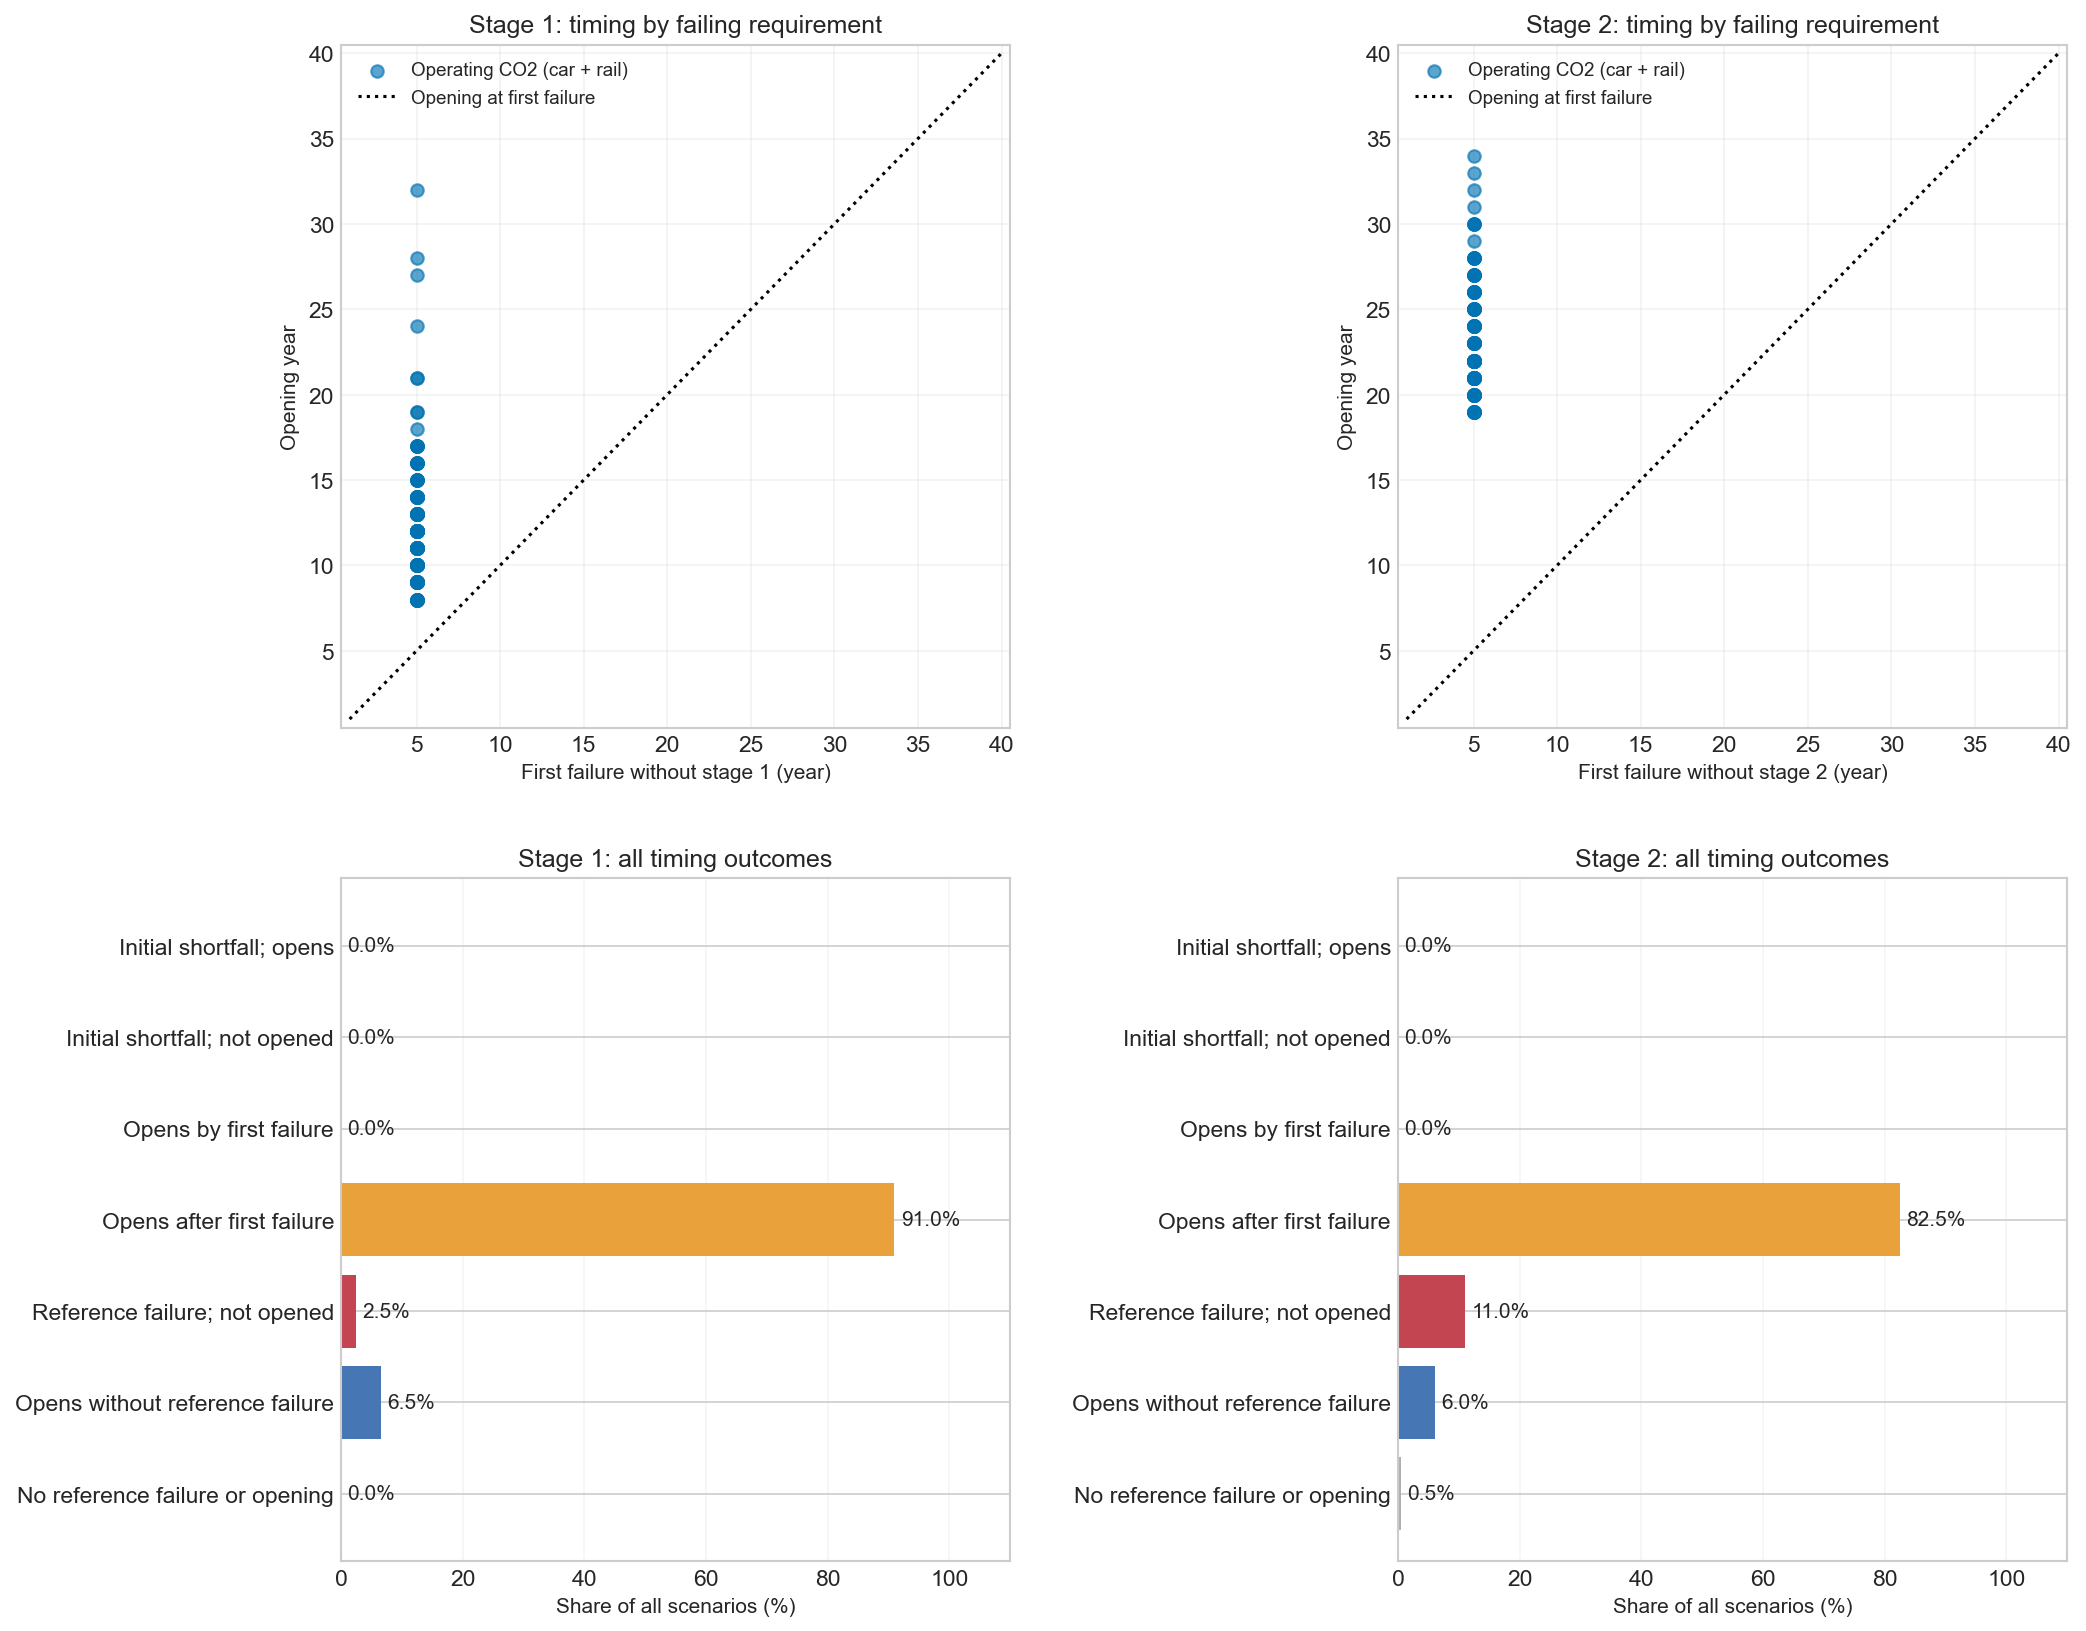 Stage 1: timing by failing requirement
Operating CO2 (car + rail)
Opening at first failure
40
35
30
25
20
15
10
5
Opening year
5 10 15 20 25 30 35 40
First failure without stage 1 (year)
Stage 2: timing by failing requirement
Operating CO2 (car + rail)
Opening at first failure
40
35
30
25
20
15
10
5
Opening year
5 10 15 20 25 30 35 40
First failure without stage 2 (year)
Stage 1: all timing outcomes
Initial shortfall; opens 0.0%
Initial shortfall; not opened 0.0%
Opens by first failure 0.0%
Opens after first failure 91.0%
Reference failure; not opened 2.5%
Opens without reference failure 6.5%
No reference failure or opening 0.0%
0 20 40 60 80 100
Share of all scenarios (%)
Stage 2: all timing outcomes
Initial shortfall; opens 0.0%
Initial shortfall; not opened 0.0%
Opens by first failure 0.0%
Opens after first failure 82.5%
Reference failure; not opened 11.0%
Opens without reference failure 6.0%
No reference failure or opening 0.5%
0 20 40 60 80 100
Share of all scenarios (%)